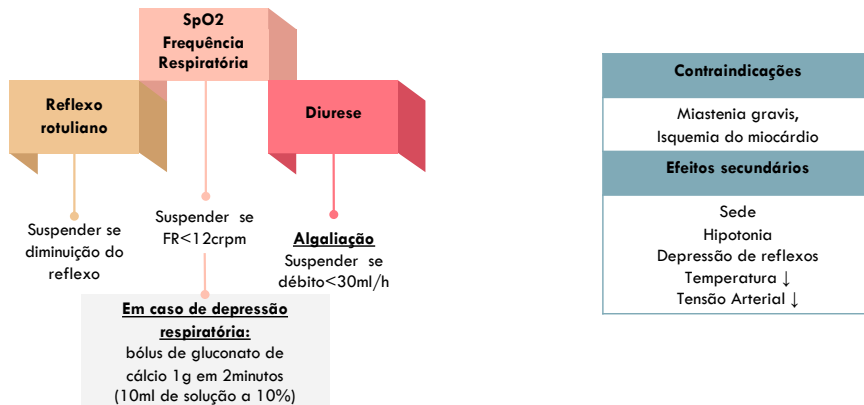 SpO2
Frequência
Respiratória
Reflexo
rotuliano
Diurese
Suspender se
diminuição do
reflexo
Suspender se
FR<12crpm
Algaliação
Suspender se
débito<30ml/h
Em caso de depressão
respiratória:
bólus de gluconato de
cálcio 1g em 2minutos
(10ml de solução a 10%)
Contraindicações
Miastenia gravis,
Isquemia do miocárdio
Efeitos secundários
Sede
Hipotonia
Depressão de reflexos
Temperatura ↓
Tensão Arterial ↓